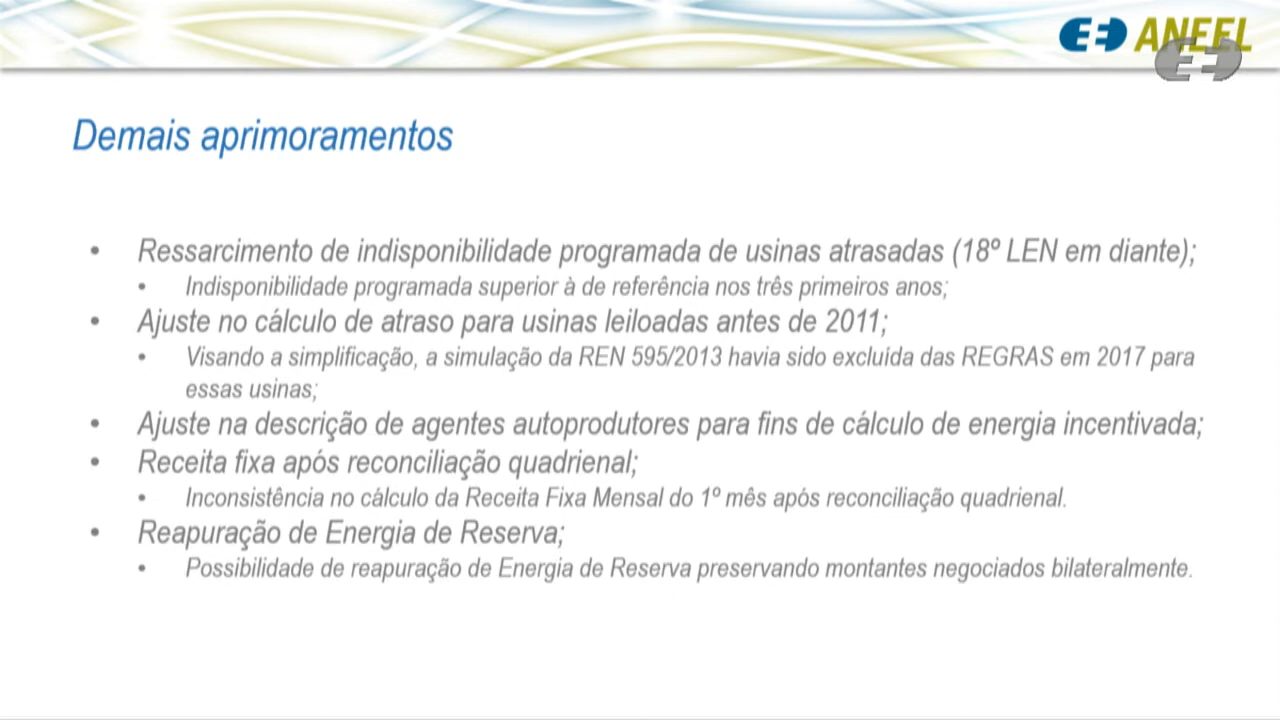 ANEEL
Demais aprimoramentos
• Ressarcimento de indisponibilidade programada de usinas atrasadas (18º LEN em diante);
• Indisponibilidade programada superior à de referência nos três primeiros anos;
• Ajuste no cálculo de atraso para usinas leiloadas antes de 2011;
• Visando a simplificação, a simulação da REN 595/2013 havia sido excluída das REGRAS em 2017 para
essas usinas;
• Ajuste na descrição de agentes autoprodutores para fins de cálculo de energia incentivada;
• Receita fixa após reconciliação quadrienal;
• Inconsistência no cálculo da Receita Fixa Mensal do 1º mês após reconciliação quadrienal.
• Reapuração de Energia de Reserva;
• Possibilidade de reapuração de Energia de Reserva preservando montantes negociados bilateralmente.